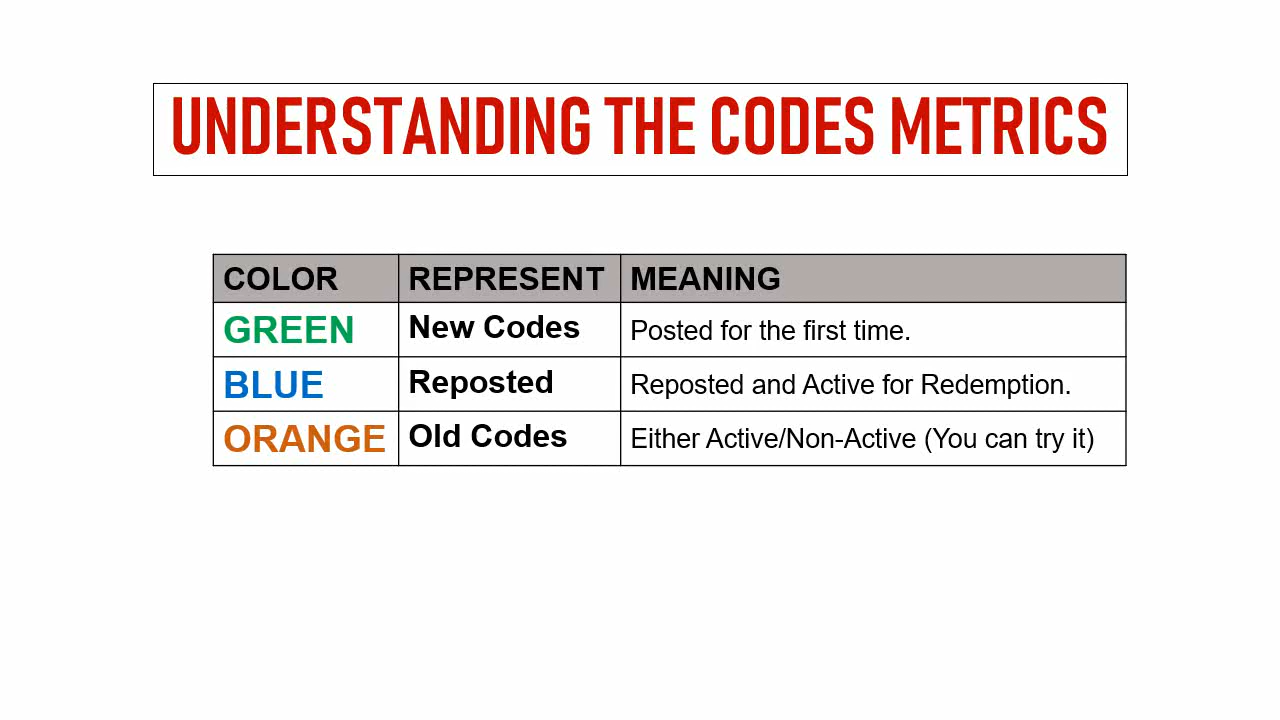 UNDERSTANDING THE CODES METRICS
COLOR REPRESENT MEANING
GREEN New Codes Posted for the first time.
BLUE Reposted Reposted and Active for Redemption.
ORANGE Old Codes Either Active/Non-Active (You can try it)